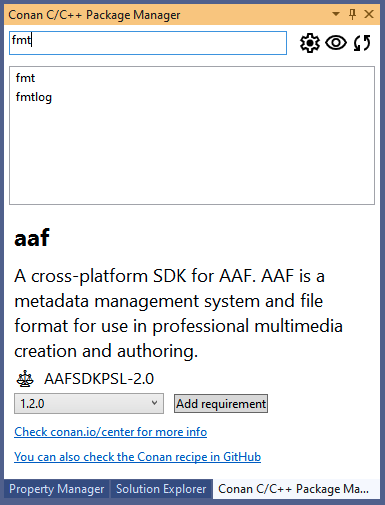 Conan C/C++ Package Manager
fmt
fmt
fmtlog
aaf
A cross-platform SDK for AAF. AAF is a
metadata management system and file
format for use in professional multimedia
creation and authoring.
AAFSDKPSL-2.0
1.2.0 Add requirement
Check conan.io/center for more info
You can also check the Conan recipe in GitHub
Property Manager Solution Explorer Conan C/C++ Package Ma...